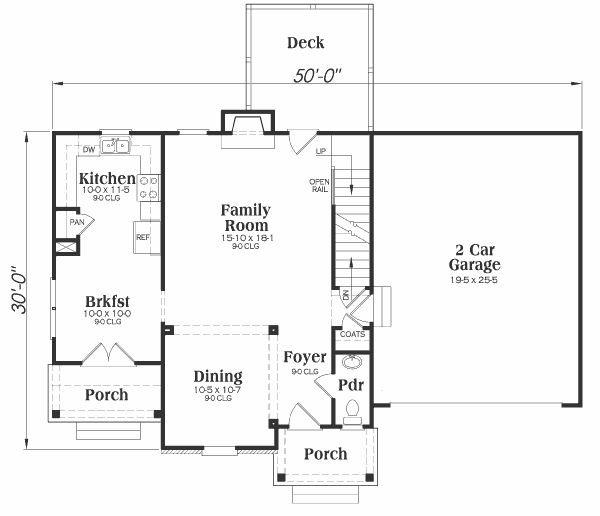 Deck
50'-0"
DW
UP
Kitchen
10-0 x 11-5
9-0 CLG
OPEN
RAIL
PAN
REF
Family
Room
15-10 x 18-1
9-0 CLG
2 Car
Garage
19-5 x 25-5
30'-0"
DN
Brkfst
10-0 x 10-0
9-0 CLG
COATS
Foyer
9-0 CLG
Dining
10-5 x 10-7
9-0 CLG
Pdr
Porch
Porch